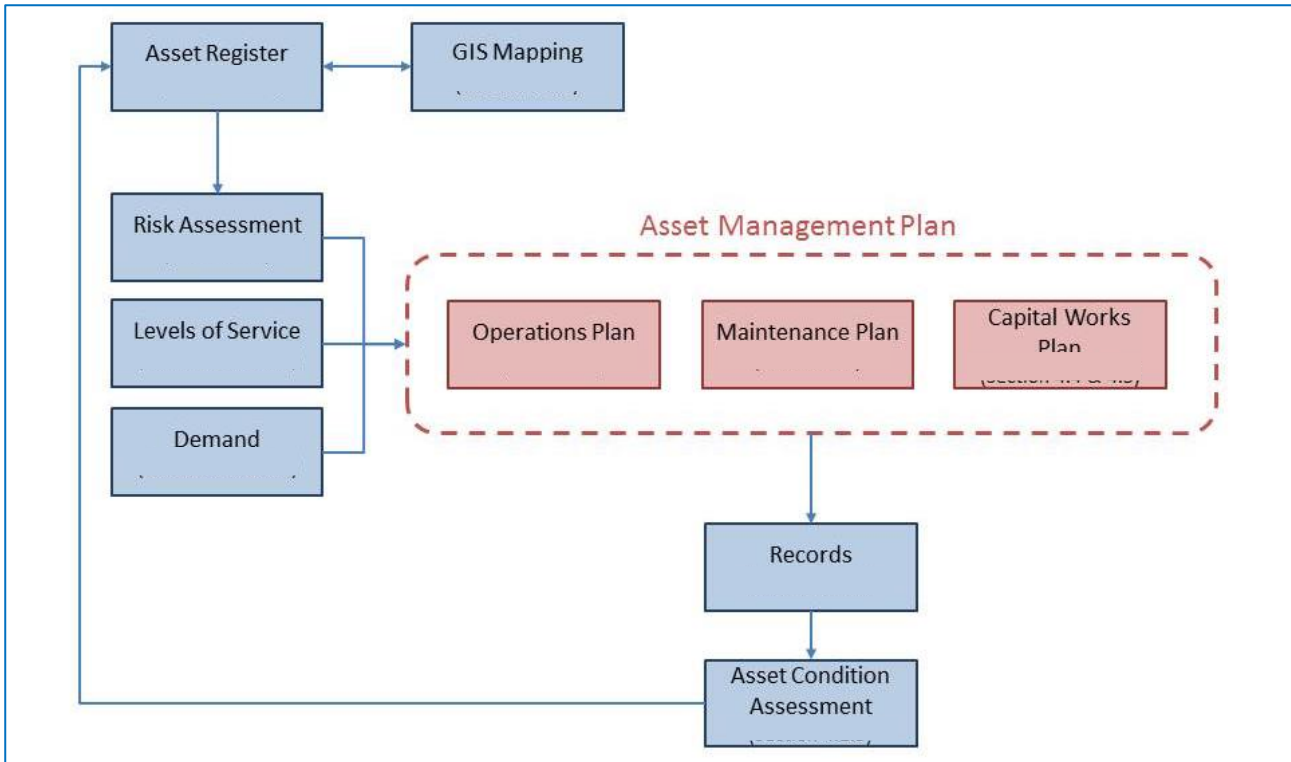 Asset Register
GIS Mapping
Risk Assessment
Asset Management Plan
Levels of Service
Operations Plan
Maintenance Plan
Capital Works
Plan
Demand
Records
Asset Condition
Assessment